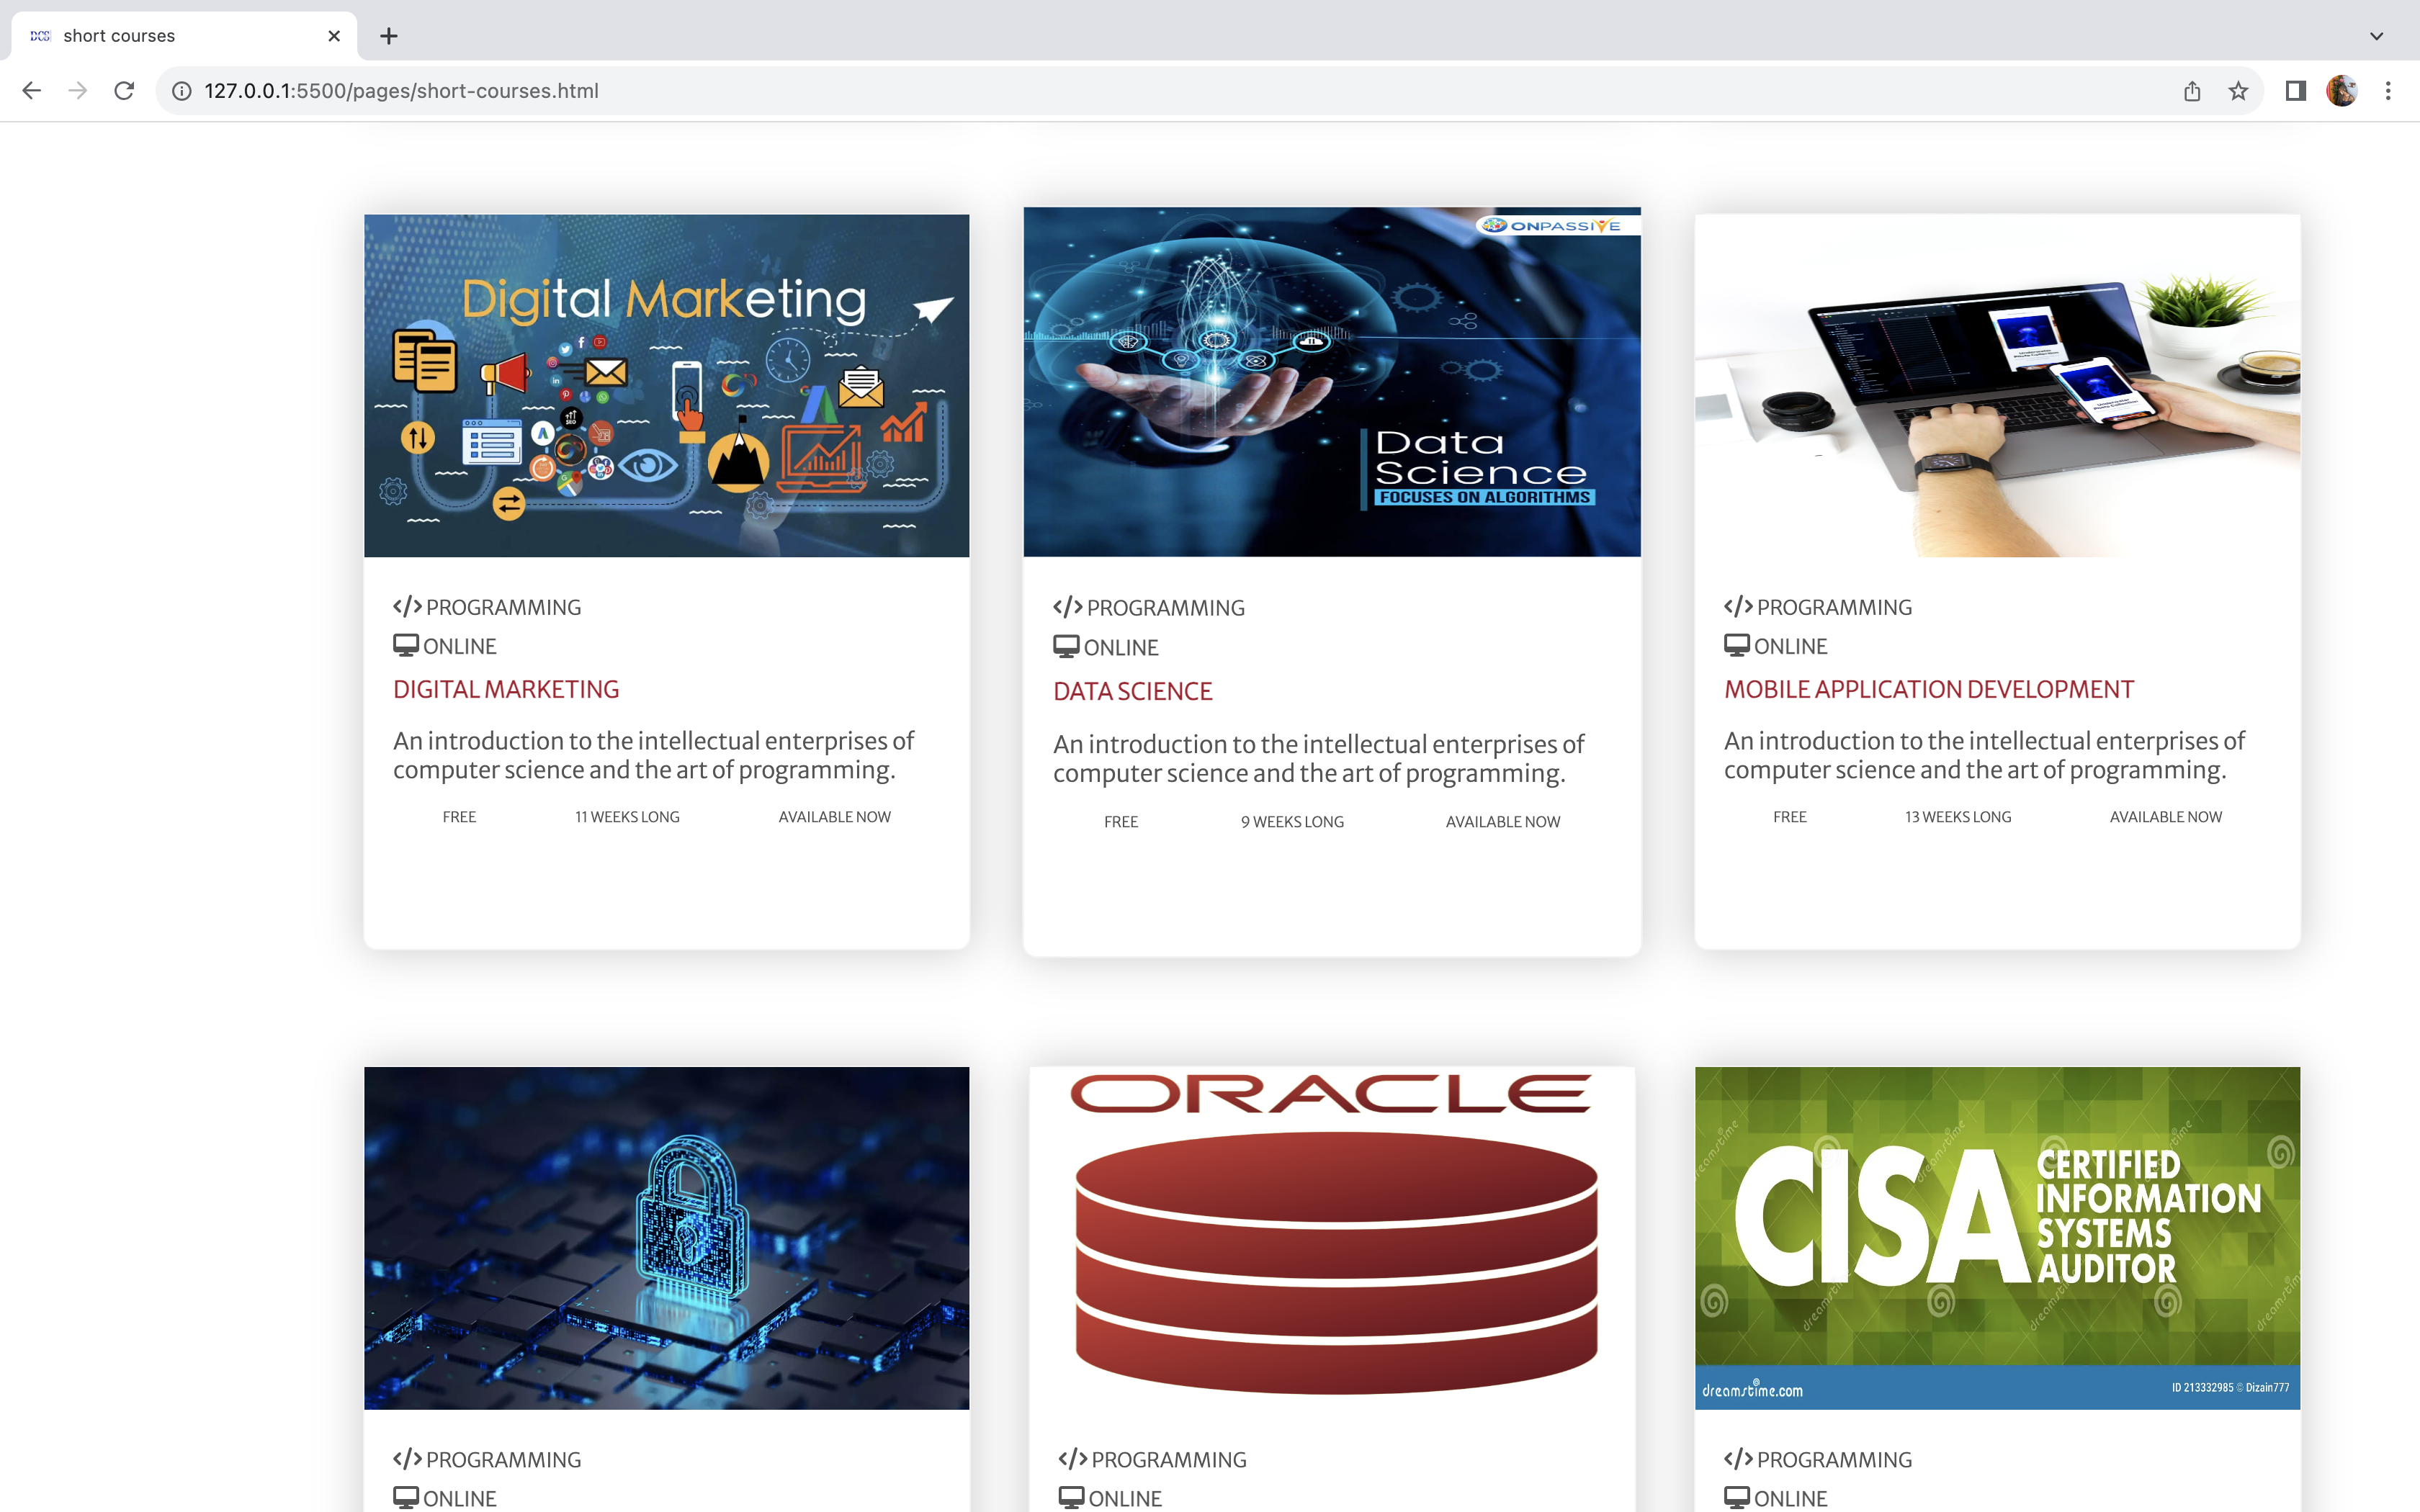 DCS short courses
127.0.0.1:5500/pages/short-courses.html
Digital Marketing
ONPASSIVE
Data
Science
FOCUSES ON ALGORITHMS
</> PROGRAMMING
ONLINE
DIGITAL MARKETING
An introduction to the intellectual enterprises of
computer science and the art of programming.
FREE 11 WEEKS LONG AVAILABLE NOW
</> PROGRAMMING
ONLINE
DATA SCIENCE
An introduction to the intellectual enterprises of
computer science and the art of programming.
FREE 9 WEEKS LONG AVAILABLE NOW
</> PROGRAMMING
ONLINE
MOBILE APPLICATION DEVELOPMENT
An introduction to the intellectual enterprises of
computer science and the art of programming.
FREE 13 WEEKS LONG AVAILABLE NOW
</> PROGRAMMING
ONLINE
ORACLE
</> PROGRAMMING
ONLINE
CISA
CERTIFIED
INFORMATION
SYSTEMS
AUDITOR
dreamstime.com
ID 213332985 © Dizain777
</> PROGRAMMING
ONLINE